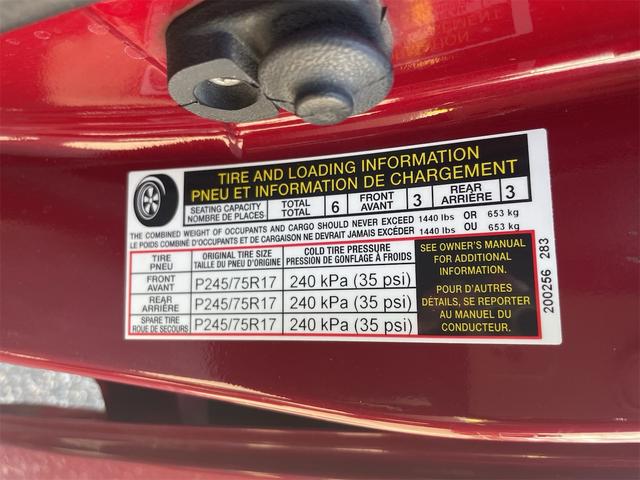 TIRE AND LOADING INFORMATION
PNEU ET INFORMATION DE CHARGEMENT
SEATING CAPACITY
NOMBRE DE PLACES
TOTAL
TOTAL
6
FRONT
AVANT
3
REAR
ARRIÈRE
3
THE COMBINED WEIGHT OF OCCUPANTS AND CARGO SHOULD NEVER EXCEED 1440 lbs OR 653 kg
LE POIDS COMBINÉ D'OCCUPANTS ET DE CARGAISON NE DEVRAIT JAMAIS EXCÉDER 1440 lbs OU 653 kg
TIRE
PNEU
ORIGINAL TIRE SIZE
TAILLE DU PNEU D'ORIGINE
COLD TIRE PRESSURE
PRESSION DE GONFLAGE À FROIDS
FRONT
AVANT
P245/75R17
240 kPa (35 psi)
REAR
ARRIÈRE
P245/75R17
240 kPa (35 psi)
SPARE TIRE
ROUE DE SECOURS
P245/75R17
240 kPa (35 psi)
SEE OWNER'S MANUAL
FOR ADDITIONAL
INFORMATION.
POUR D'AUTRES
DÉTAILS, SE REPORTER
AU MANUEL DU
CONDUCTEUR.
200256 283